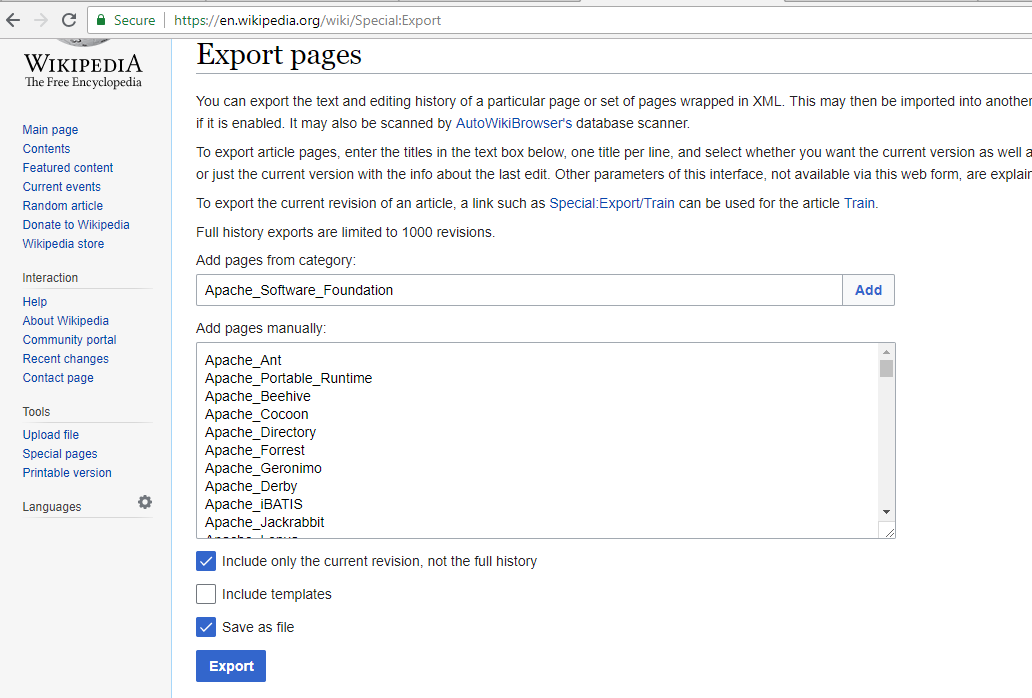 Secure https://en.wikipedia.org/wiki/Special:Export
WIKIPEDIA
The Free Encyclopedia
Main page
Contents
Featured content
Current events
Random article
Donate to Wikipedia
Wikipedia store
Interaction
Help
About Wikipedia
Community portal
Recent changes
Contact page
Tools
Upload file
Special pages
Printable version
Languages
Export pages
You can export the text and editing history of a particular page or set of pages wrapped in XML. This may then be imported into another
if it is enabled. It may also be scanned by AutoWikiBrowser's database scanner.
To export article pages, enter the titles in the text box below, one title per line, and select whether you want the current version as well a
or just the current version with the info about the last edit. Other parameters of this interface, not available via this web form, are explain
To export the current revision of an article, a link such as Special:Export/Train can be used for the article Train.
Full history exports are limited to 1000 revisions.
Add pages from category:
Apache_Software_Foundation Add
Add pages manually:
Apache_Ant
Apache_Portable_Runtime
Apache_Beehive
Apache_Cocoon
Apache_Directory
Apache_Forrest
Apache_Geronimo
Apache_Derby
Apache_iBATIS
Apache_Jackrabbit
Include only the current revision, not the full history
Include templates
Save as file
Export